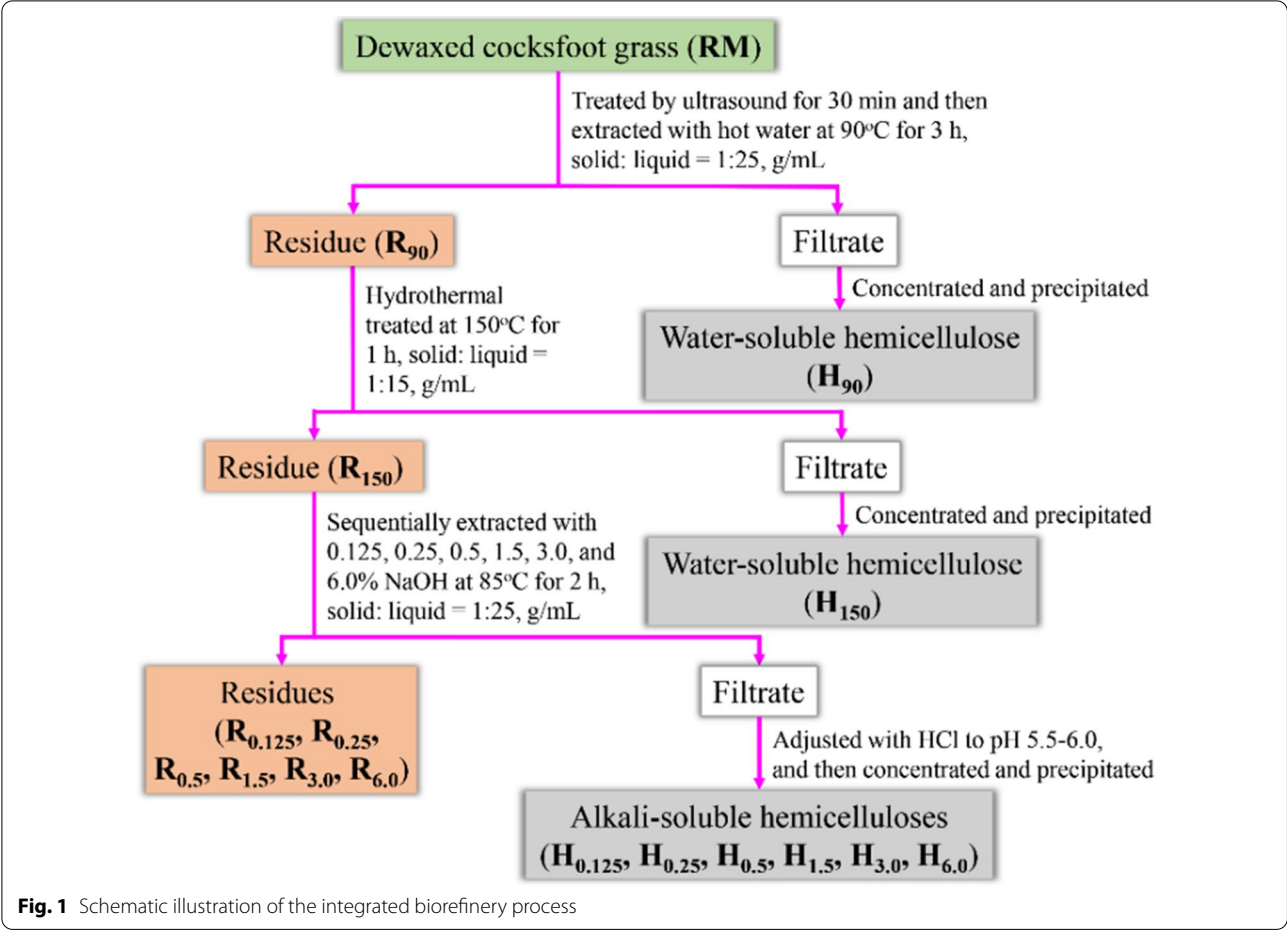 Dewaxed cocksfoot grass (RM)
Treated by ultrasound for 30 min and then
extracted with hot water at 90°C for 3 h,
solid: liquid = 1:25, g/mL
Residue (R90)
Filtrate
Hydrothermal
treated at 150°C for
1 h, solid: liquid =
1:15, g/mL
Concentrated and precipitated
Water-soluble hemicellulose
(H90)
Residue (R150)
Filtrate
Sequentially extracted with
0.125, 0.25, 0.5, 1.5, 3.0, and
6.0% NaOH at 85°C for 2 h,
solid: liquid = 1:25, g/mL
Concentrated and precipitated
Water-soluble hemicellulose
(H150)
Residues
(R0.125, R0.25,
R0.5, R1.5, R3.0, R6.0)
Filtrate
Adjusted with HCl to pH 5.5-6.0,
and then concentrated and precipitated
Alkali-soluble hemicelluloses
(H0.125, H0.25, H0.5, H1.5, H3.0, H6.0)
Fig. 1 Schematic illustration of the integrated biorefinery process